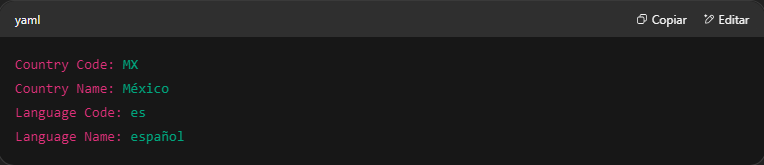 yaml Copiar Editar
Country Code: MX
Country Name: México
Language Code: es
Language Name: español